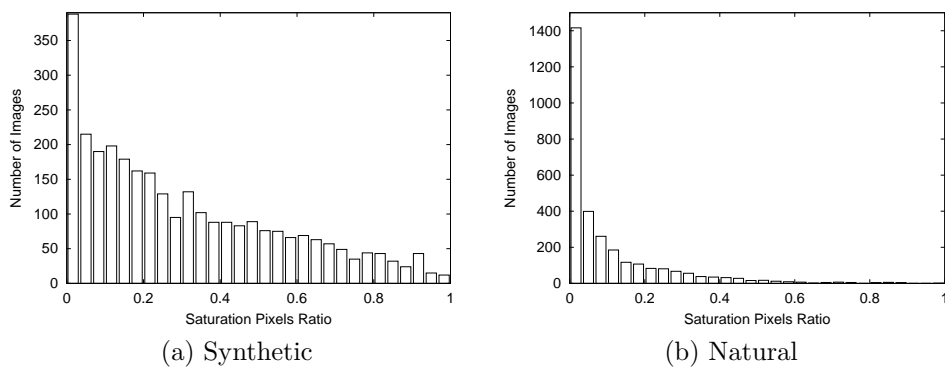 350
300
250
200
150
100
50
0
Number of Images
0 0.2 0.4 0.6 0.8 1
Saturation Pixels Ratio
(a) Synthetic
1400
1200
1000
800
600
400
200
0
Number of Images
0 0.2 0.4 0.6 0.8 1
Saturation Pixels Ratio
(b) Natural